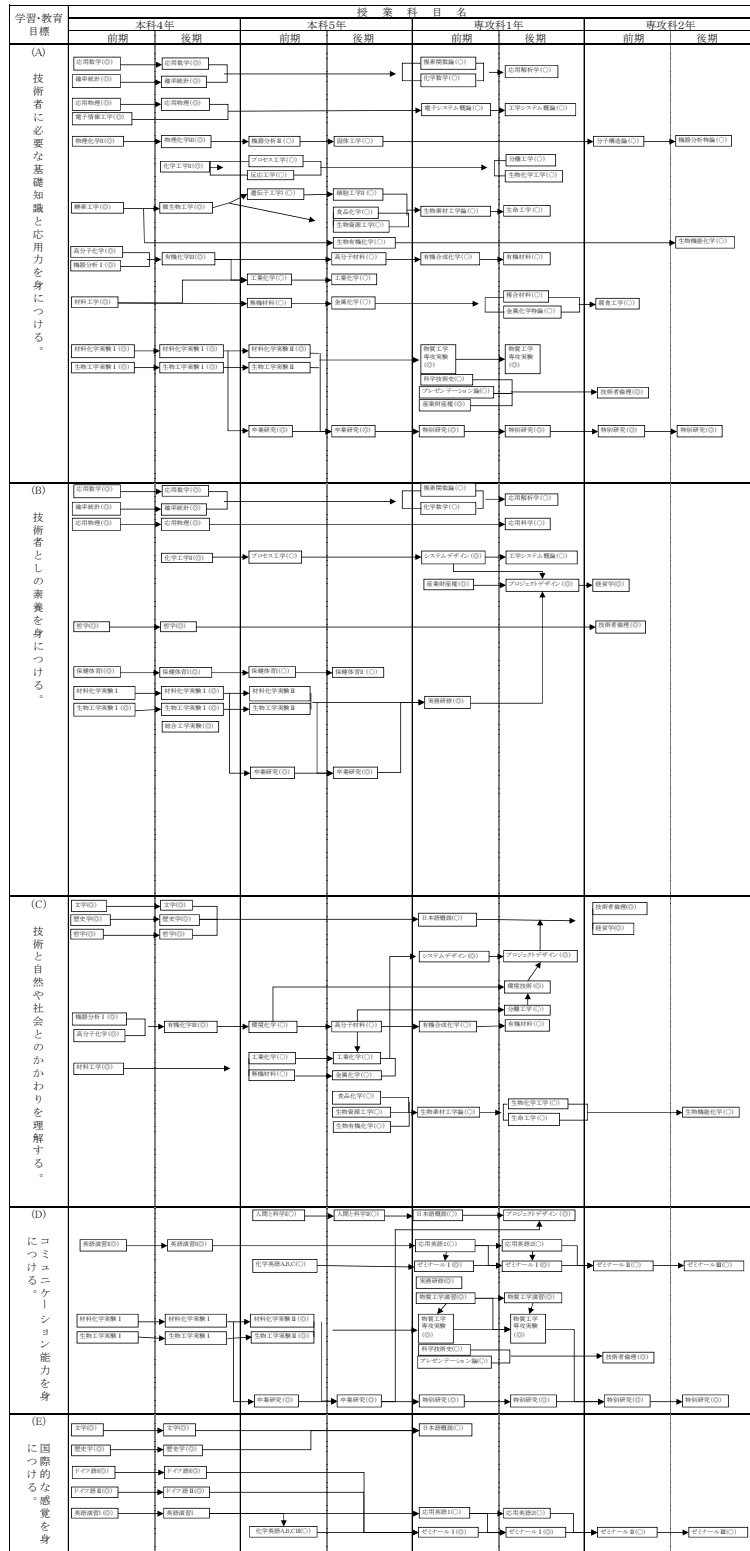 学習・教育
目標
授 業 科 目 名
本科4年 本科5年 専攻科1年 専攻科2年
前期 後期 前期 後期 前期 後期 前期 後期
(A)
技術者に必要な基礎知識と応用力を身につける。
応用数学(◎) 応用数学(◎) 複素関数論(○)
応用解析学(○)
確率統計(◎) 確率統計(◎) 化学数学(○)
応用物理(◎) 応用物理(◎) 電子システム概論(○) 工学システム概論(○)
電子情報工学(◎)
物理化学Ⅱ(◎) 物理化学Ⅲ(◎) 機器分析Ⅱ(○) 固体工学(○) 分子構造論(○) 機器分析特論(○)
化学工学Ⅱ(◎) プロセス工学(○) 分離工学(○)
反応工学(○) 生物化学工学(○)
遺伝子工学Ⅰ(○) 細胞工学Ⅱ(○)
酵素工学(◎) 微生物工学(◎) 食品化学(○) 生物素材工学論(○) 生命工学(○)
生物資源工学(○)
生物有機化学(○) 生物機能化学(○)
高分子化学(◎) 有機化学Ⅲ(◎) 高分子材料(○) 有機合成化学(○) 有機材料(○)
機器分析Ⅰ(◎)
工業化学(○) 工業化学(○)
材料工学(◎) 無機材料(○) 金属化学(○) 複合材料(○) 腐食工学(○)
金属化学特論(○)
材料化学実験Ⅰ(◎) 材料化学実験Ⅰ(◎) 材料化学実験Ⅱ(◎) 物質工学専攻実験(◎) 物質工学専攻実験(◎)
生物工学実験Ⅰ(◎) 生物工学実験Ⅰ(◎) 生物工学実験Ⅱ
科学技術史(○)
プレゼンテーション論(○) 技術者倫理(◎)
産業財産権(◎)
卒業研究(◎) 卒業研究(◎) 特別研究(◎) 特別研究(◎) 特別研究(◎) 特別研究(◎)
(B)
技術者としの素養を身につける。
応用数学(◎) 応用数学(◎) 複素関数論(○)
応用解析学(○)
確率統計(◎) 確率統計(◎) 化学数学(○)
応用物理(◎) 応用物理(◎) 応用科学(○)
化学工学Ⅱ(◎) プロセス工学(○) システムデザイン(◎) 工学システム概論(○)
産業財産権(◎) プロジェクトデザイン(◎) 経営学(◎)
哲学(◎) 哲学(◎) 技術者倫理(◎)
保健体育Ⅰ(○) 保健体育Ⅰ(○) 保健体育Ⅰ(○) 保健体育Ⅱ(○)
材料化学実験Ⅰ 材料化学実験Ⅰ(◎) 材料化学実験Ⅱ 実務研修(◎)
生物工学実験Ⅰ(◎) 生物工学実験Ⅰ(◎) 生物工学実験Ⅱ
総合工学実験(◎)
卒業研究(◎) 卒業研究(◎)
(C)
技術と自然や社会とのかかわりを理解する。
文学(◎) 文学(◎) 技術者倫理(◎)
歴史学(◎) 歴史学(◎) 日本語概説(○)
哲学(◎) 哲学(◎) 経営学(◎)
システムデザイン(◎) プロジェクトデザイン(◎)
環境技術(◎)
機器分析Ⅰ(◎) 分離工学(○)
高分子化学(◎) 有機化学Ⅲ(◎) 環境化学(○) 高分子材料(○) 有機合成化学(○) 有機材料(○)
工業化学(○) 工業化学(○)
材料工学(◎) 無機材料(○) 金属化学(○)
食品化学(○) 生物化学工学(○)
生物資源工学(○) 生物素材工学論(○) 生命工学(○) 生物機能化学(○)
生物有機化学(○)
(D)
コミュニケーション能力を身につける。
人間と科学Ⅰ(○) 人間と科学Ⅱ(○) 日本語概説(○) プロジェクトデザイン(◎)
英語演習Ⅱ(◎) 英語演習Ⅱ(◎) 応用英語1(○) 応用英語2(○)
化学英語A,B,C(○) ゼミナールⅠ(◎) ゼミナールⅠ(◎) ゼミナールⅡ(○) ゼミナールⅢ(○)
実務研修(◎)
物質工学演習(◎) 物質工学演習(◎)
材料化学実験Ⅰ 材料化学実験Ⅰ 材料化学実験Ⅱ(◎) 物質工学専攻実験(◎) 物質工学専攻実験(◎)
生物工学実験Ⅰ 生物工学実験Ⅰ 生物工学実験Ⅱ(◎)
科学技術史(○)
プレゼンテーション論(○) 技術者倫理(◎)
卒業研究(◎) 卒業研究(◎) 特別研究(◎) 特別研究(◎) 特別研究(◎) 特別研究(◎)
(E)
国際的な感覚を身につける。
文学(◎) 文学(◎) 日本語概説(○)
歴史学(◎) 歴史学(◎)
ドイツ語Ⅰ(◎) ドイツ語Ⅰ(◎)
ドイツ語Ⅱ(◎) ドイツ語Ⅱ(◎)
英語演習Ⅰ(◎) 英語演習Ⅰ 応用英語1(○) 応用英語2(○)
化学英語A,B,CⅢ(○) ゼミナールⅠ(◎) ゼミナールⅠ(◎) ゼミナールⅡ(○) ゼミナールⅢ(○)